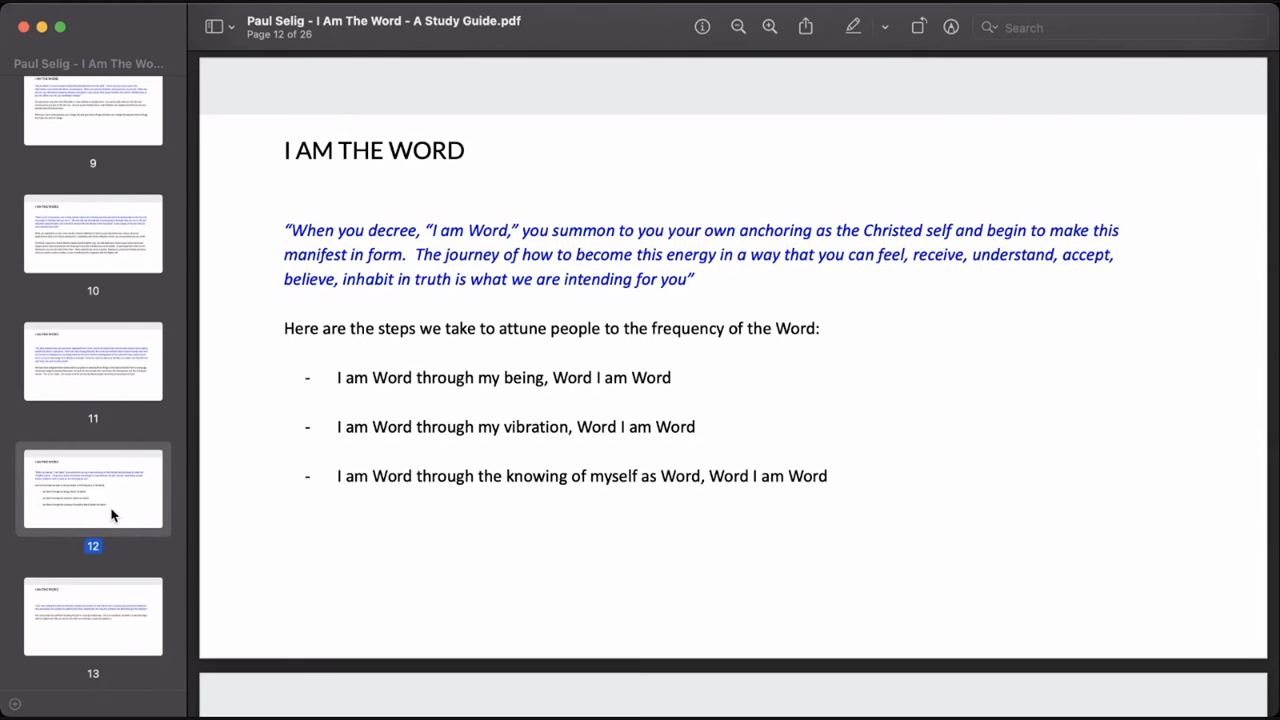 Paul Selig - I Am The Word - A Study Guide.pdf
Page 12 of 26
Search
Paul Selig - I Am The Wo...
9
10
11
12
13
I AM THE WORD
“When you decree, “I am Word,” you summon to you your own anchoring as the Christed self and begin to make this
manifest in form. The journey of how to become this energy in a way that you can feel, receive, understand, accept,
believe, inhabit in truth is what we are intending for you”
Here are the steps we take to attune people to the frequency of the Word:
- I am Word through my being, Word I am Word
- I am Word through my vibration, Word I am Word
- I am Word through the knowing of myself as Word, Word I am Word